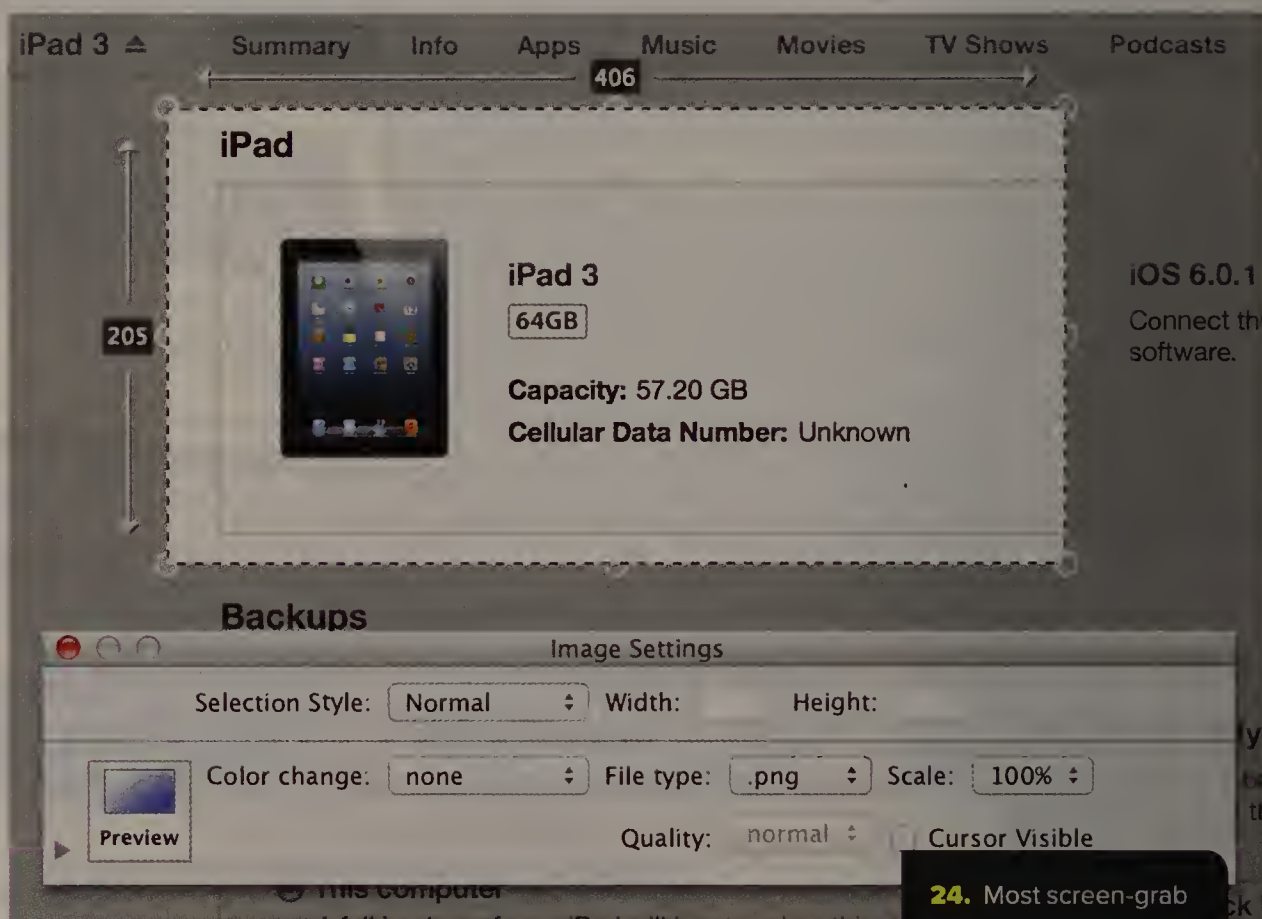 iPad 3 Summary Info Apps Music Movies TV Shows Podcasts
406
iPad
205
iPad 3
64GB
Capacity: 57.20 GB
Cellular Data Number: Unknown
iOS 6.0.1
Connect th
software.
Backups
Image Settings
Selection Style: Normal Width: Height:
Color change: none File type: .png Scale: 100%
Preview
Quality: normal Cursor Visible
This computer
24. Most screen-grab